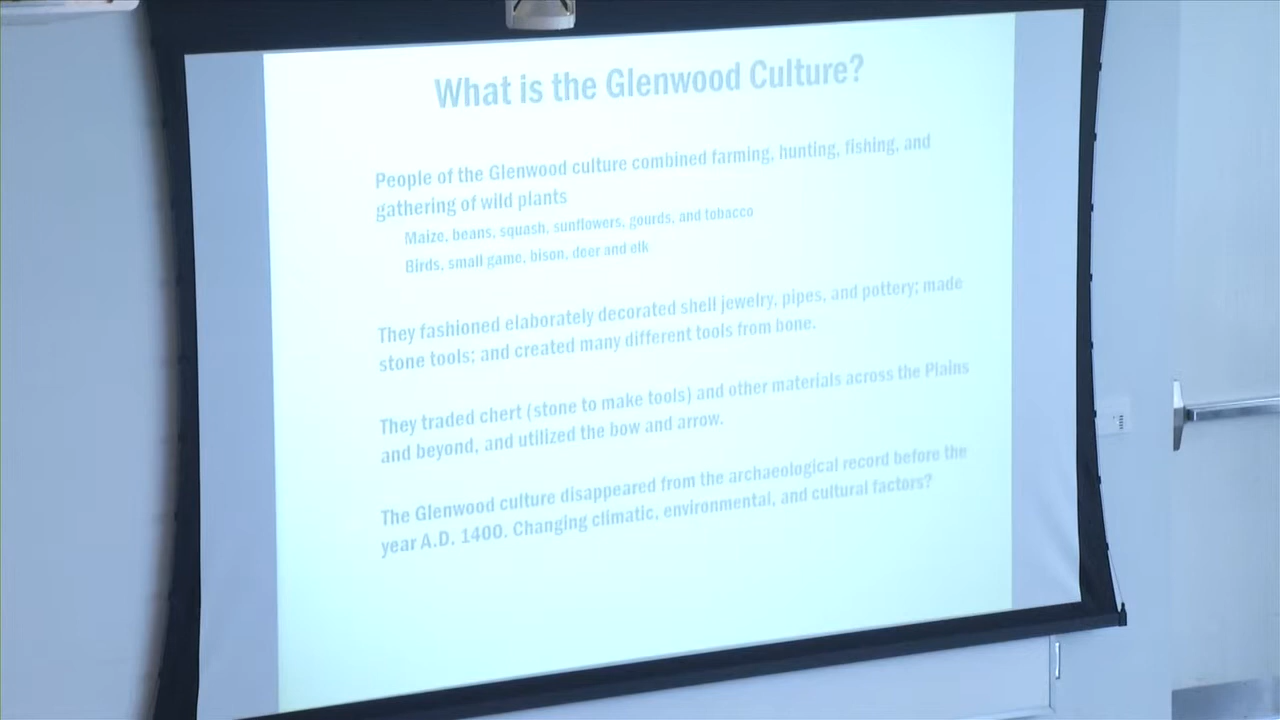 What is the Glenwood Culture?
People of the Glenwood culture combined farming, hunting, fishing, and
gathering of wild plants
Maize, beans, squash, sunflowers, gourds, and tobacco
Birds, small game, bison, deer and elk
They fashioned elaborately decorated shell jewelry, pipes, and pottery; made
stone tools; and created many different tools from bone.
They traded chert (stone to make tools) and other materials across the Plains
and beyond, and utilized the bow and arrow.
The Glenwood culture disappeared from the archaeological record before the
year A.D. 1400. Changing climatic, environmental, and cultural factors?